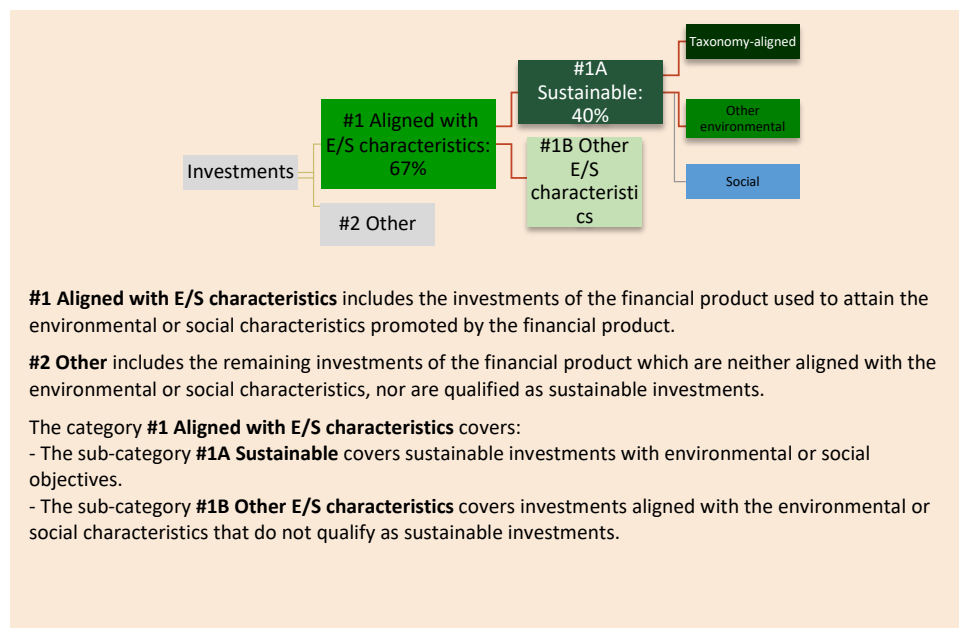 Taxonomy-aligned
#1A
Sustainable:
40%
#1 Aligned with
E/S characteristics:
67%
Other
environmental
#1B Other
E/S
characteristi
cs
Investments
Social
#2 Other
#1 Aligned with E/S characteristics includes the investments of the financial product used to attain the
environmental or social characteristics promoted by the financial product.
#2 Other includes the remaining investments of the financial product which are neither aligned with the
environmental or social characteristics, nor are qualified as sustainable investments.
The category #1 Aligned with E/S characteristics covers:
- The sub-category #1A Sustainable covers sustainable investments with environmental or social
objectives.
- The sub-category #1B Other E/S characteristics covers investments aligned with the environmental or
social characteristics that do not qualify as sustainable investments.